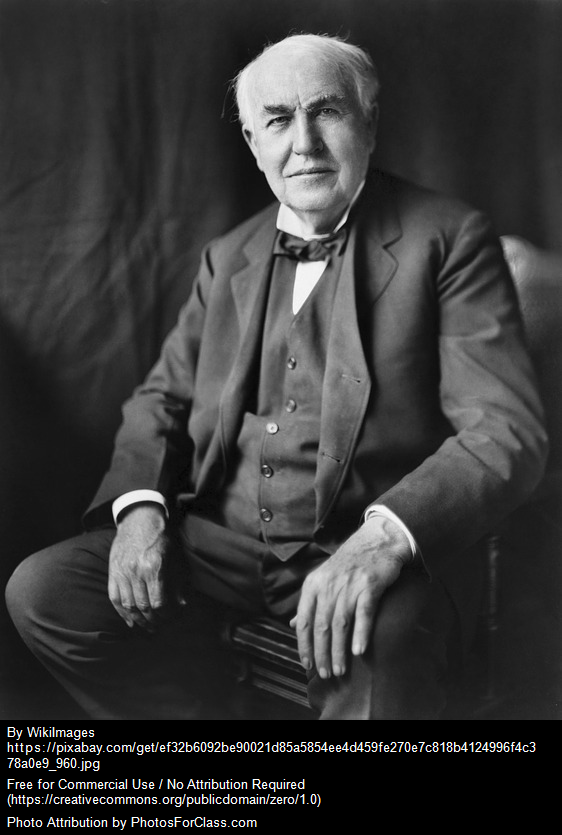 By WikiImages
https://pixabay.com/get/ef32b6092be90021d85a5854ee4d459fe270e7c818b4124996f4c3
78a0e9_960.jpg
Free for Commercial Use / No Attribution Required
(https://creativecommons.org/publicdomain/zero/1.0)
Photo Attribution by PhotosForClass.com